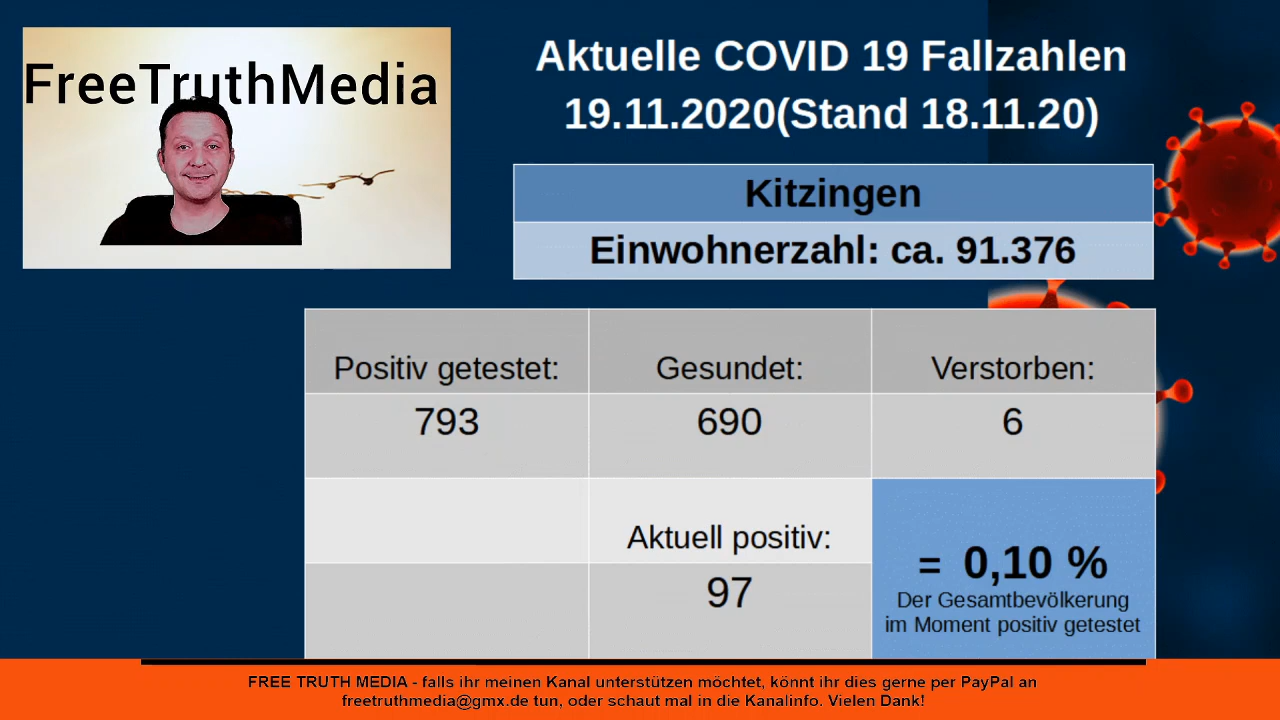 FreeTruthMedia
Aktuelle COVID 19 Fallzahlen
19.11.2020(Stand 18.11.20)
Kitzingen
Einwohnerzahl: ca. 91.376
Positiv getestet:
Gesundet:
Verstorben:
793
690
6
Aktuell positiv:
97
= 0,10 %
Der Gesamtbevölkerung
im Moment positiv getestet
FREE TRUTH MEDIA - falls ihr meinen Kanal unterstützen möchtet, könnt ihr dies gerne per PayPal an
freetruthmedia@gmx.de tun, oder schaut mal in die Kanalinfo. Vielen Dank!